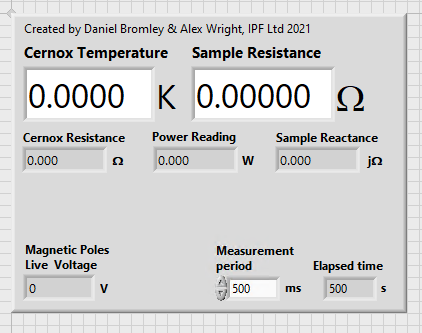 Created by Daniel Bromley & Alex Wright, IPF Ltd 2021
Cernox Temperature Sample Resistance
0.0000 K 0.00000 Ω
Cernox Resistance Power Reading Sample Reactance
0.000 Ω 0.000 W 0.000 jΩ
Magnetic Poles
Live Voltage
0 V
Measurement
period
500 ms
Elapsed time
500 s